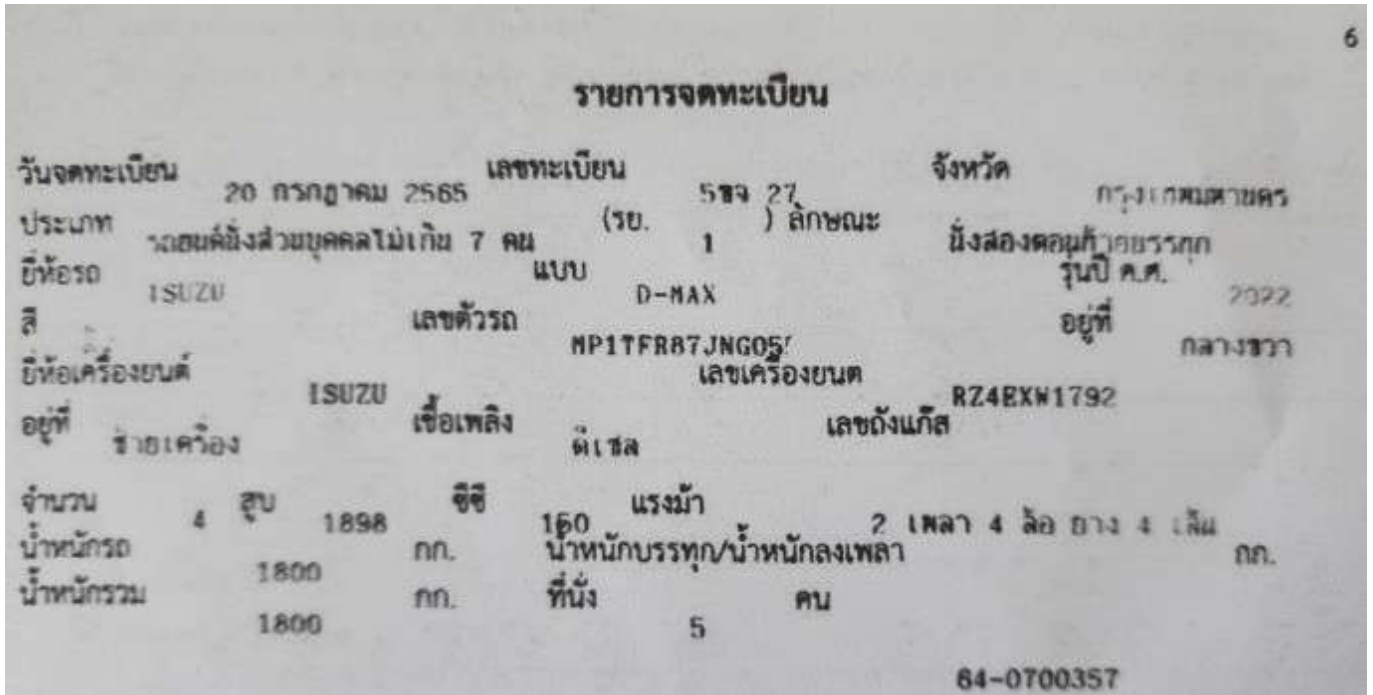 6
รายการจดทะเบียน
วันจดทะเบียน 20 กรกฎาคม 2565 เลขทะเบียน 5ขจ 27 จังหวัด กรุงเทพมหานคร
ประเภท รถยนต์นั่งส่วนบุคคลไม่เกิน 7 คน (รย. 1 ) ลักษณะ นั่งสองตอนท้ายบรรทุก
ยี่ห้อรถ ISUZU แบบ D-MAX รุ่นปี ค.ศ. 2022
สี เลขตัวรถ MP1TFR87JNG05 อยู่ที่ กลางขวา
ยี่ห้อเครื่องยนต์ ISUZU เลขเครื่องยนต์ RZ4EXW1792
อยู่ที่ ซ้ายเครื่อง เชื้อเพลิง ดีเซล เลขถังแก๊ส
จำนวน 4 สูบ 1898 ซีซี 150 แรงม้า 2 เพลา 4 ล้อ ยาง 4 เส้น
น้ำหนักรถ 1800 กก. น้ำหนักบรรทุก/น้ำหนักลงเพลา กก.
น้ำหนักรวม 1800 กก. ที่นั่ง 5 คน
64-0700357